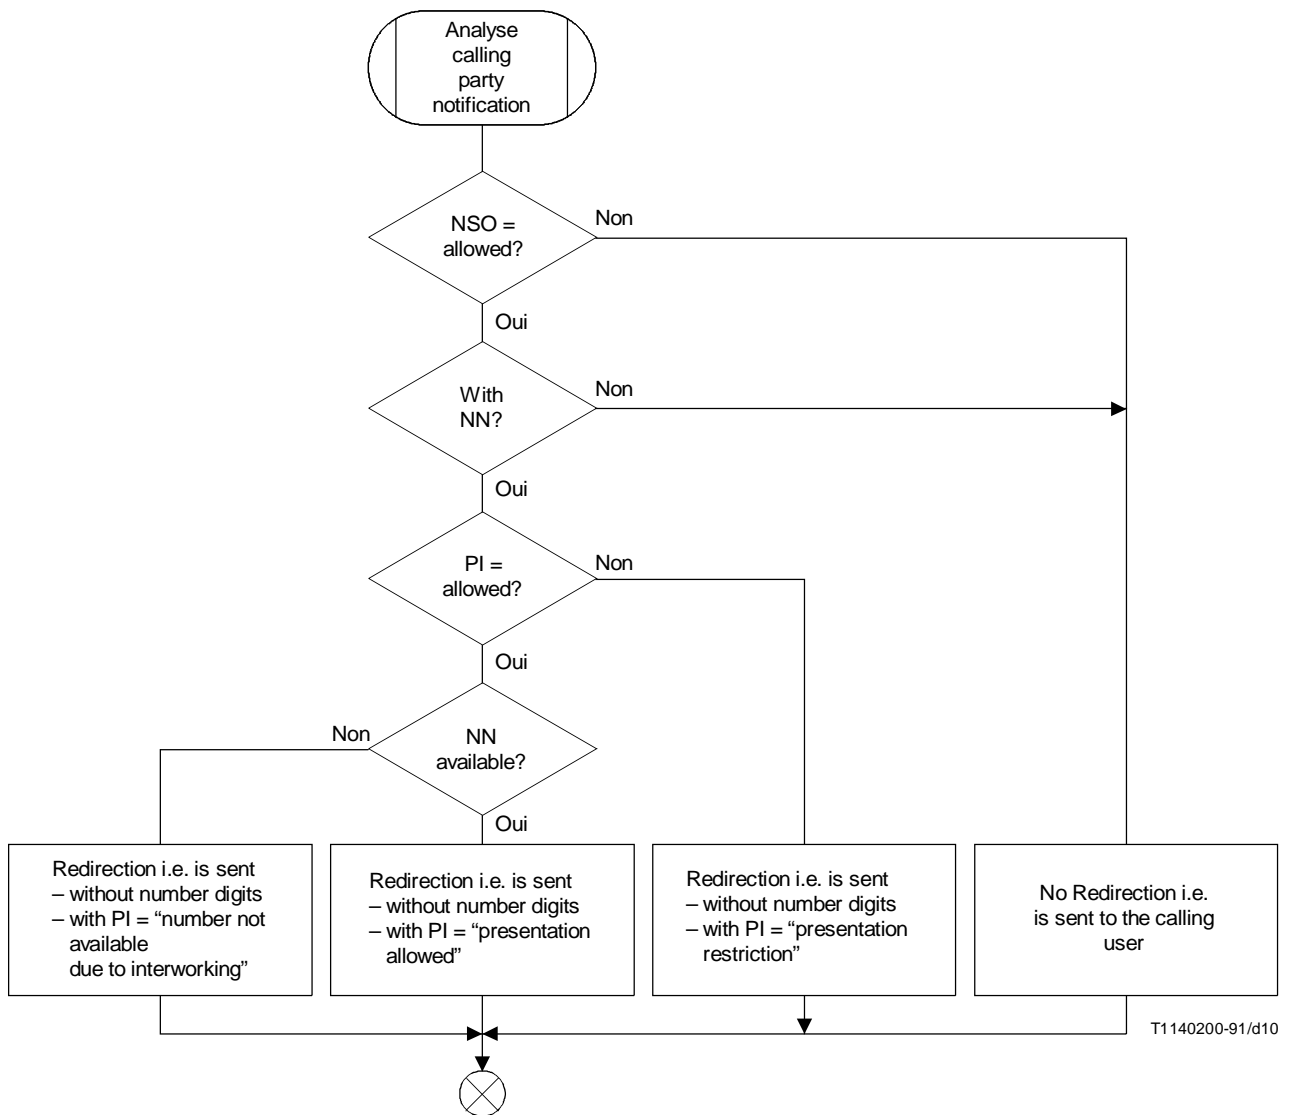 Analyse
calling
party
notification
NSO =
allowed?
Non
Oui
With
NN?
Non
Oui
PI =
allowed?
Non
Oui
NN
available?
Non
Oui
Redirection i.e. is sent
– without number digits
– with PI = “number not
available
due to interworking”
Redirection i.e. is sent
– without number digits
– with PI = “presentation
allowed”
Redirection i.e. is sent
– without number digits
– with PI = “presentation
restriction”
No Redirection i.e.
is sent to the calling
user
T1140200-91/d10